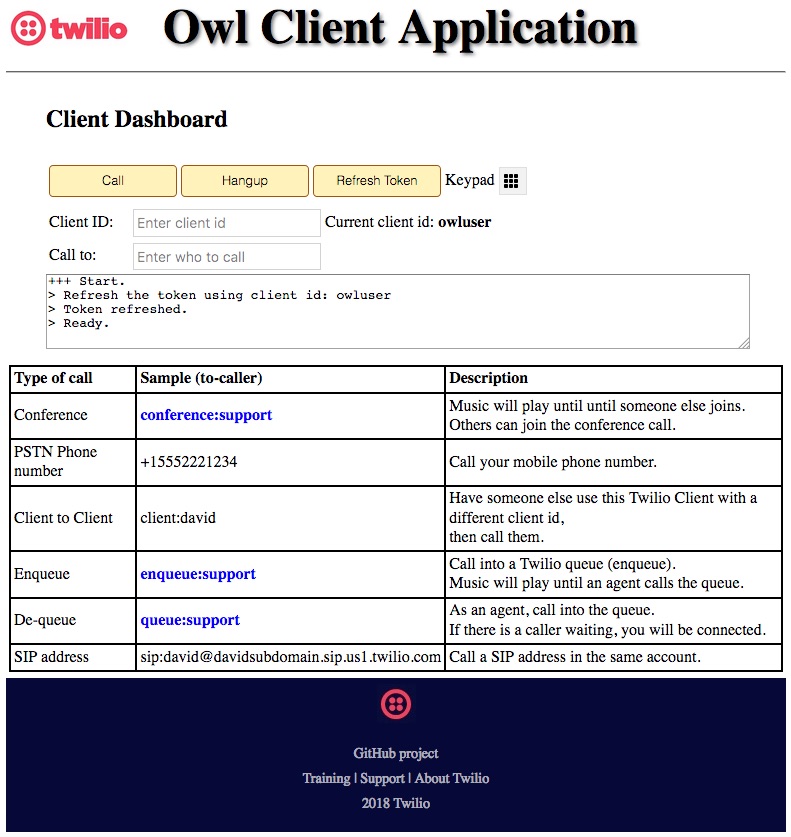 twilio Owl Client Application
Client Dashboard
Call Hangup Refresh Token Keypad
Client ID: Enter client id Current client id: owluser
Call to: Enter who to call
+++ Start.
> Refresh the token using client id: owluser
> Token refreshed.
> Ready.
Type of call Sample (to-caller) Description
Conference conference:support Music will play until until someone else joins.
Others can join the conference call.
PSTN Phone
number +15552221234 Call your mobile phone number.
Client to Client client:david Have someone else use this Twilio Client with a
different client id,
then call them.
Enqueue enqueue:support Call into a Twilio queue (enqueue).
Music will play until an agent calls the queue.
De-queue queue:support As an agent, call into the queue.
If there is a caller waiting, you will be connected.
SIP address sip:david@davidsubdomain.sip.us1.twilio.com Call a SIP address in the same account.
GitHub project
Training | Support | About Twilio
2018 Twilio